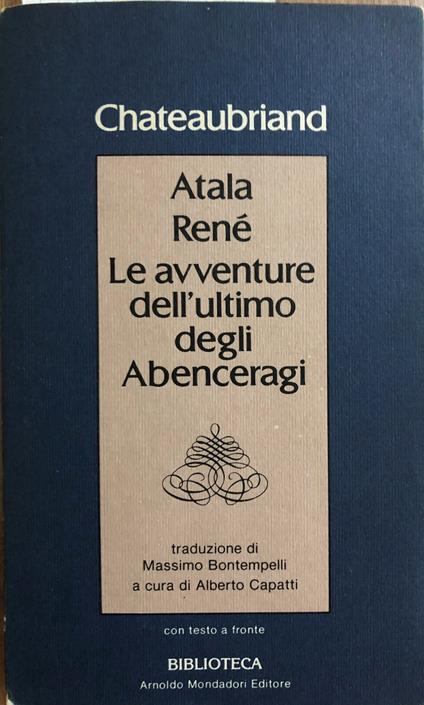 Chateaubriand
Atala
René
Le avventure
dell'ultimo
degli
Abenceragi
traduzione di
Massimo Bontempelli
a cura di Alberto Capatti
con testo a fronte
BIBLIOTECA
Arnoldo Mondadori Editore